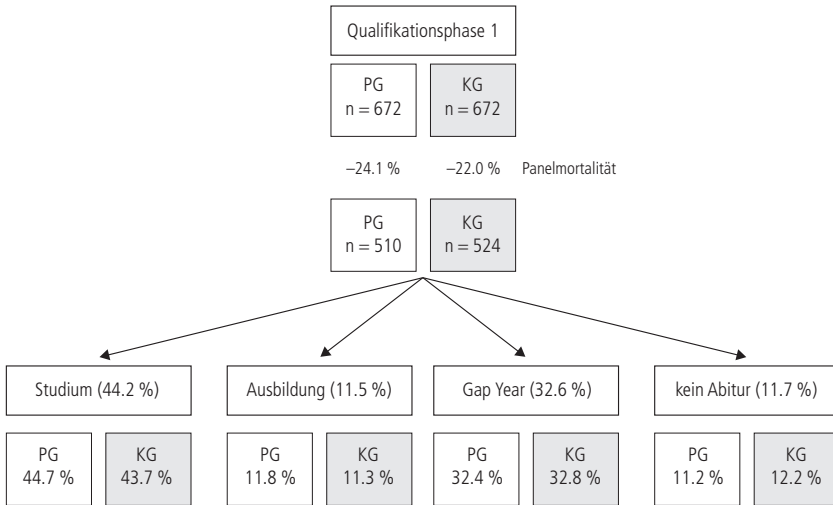 Qualifikationsphase 1
PG
n = 672
KG
n = 672
–24.1 %
–22.0 %
Panelmortalität
PG
n = 510
KG
n = 524
Studium (44.2 %)
Ausbildung (11.5 %)
Gap Year (32.6 %)
kein Abitur (11.7 %)
PG
44.7 %
KG
43.7 %
PG
11.8 %
KG
11.3 %
PG
32.4 %
KG
32.8 %
PG
11.2 %
KG
12.2 %